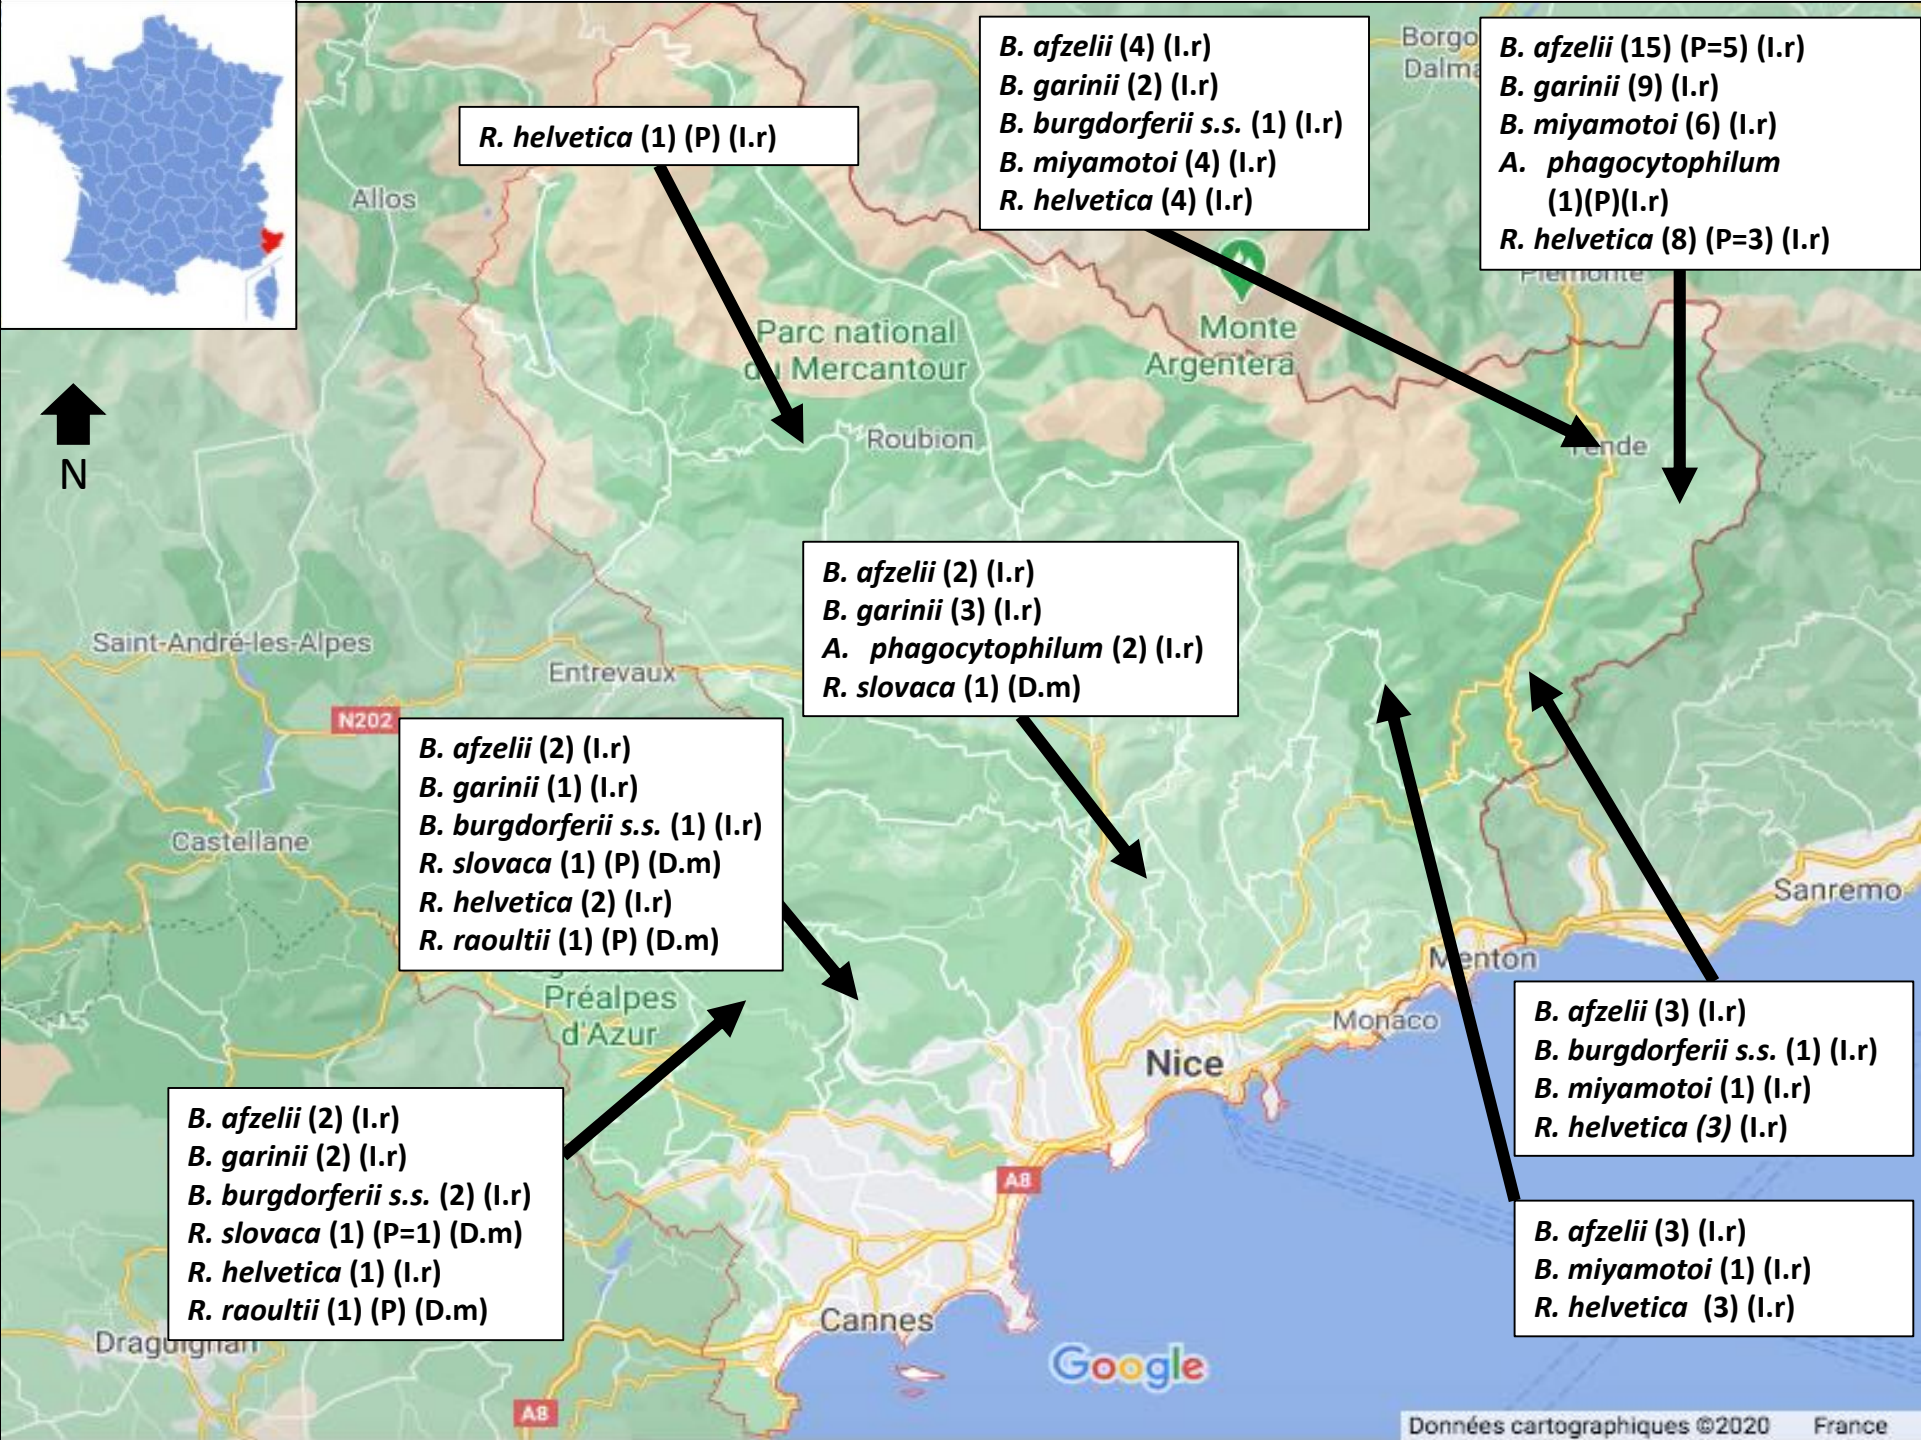 R. helvetica (1) (P) (I.r)
B. afzelii (4) (I.r)
B. garinii (2) (I.r)
B. burgdorferii s.s. (1) (I.r)
B. miyamotoi (4) (I.r)
R. helvetica (4) (I.r)
Borgo
Dalma
B. afzelii (15) (P=5) (I.r)
B. garinii (9) (I.r)
B. miyamotoi (6) (I.r)
A. phagocytophilum
(1)(P)(I.r)
R. helvetica (8) (P=3) (I.r)
Piemonte
Allos
Parc national
du Mercantour
Monte
Argentera
N
Roubion
Tende
B. afzelii (2) (I.r)
B. garinii (3) (I.r)
A. phagocytophilum (2) (I.r)
R. slovaca (1) (D.m)
Saint-André-les-Alpes
Entrevaux
N202
B. afzelii (2) (I.r)
B. garinii (1) (I.r)
B. burgdorferii s.s. (1) (I.r)
R. slovaca (1) (P) (D.m)
R. helvetica (2) (I.r)
R. raoultii (1) (P) (D.m)
Castellane
Sanremo
Menton
Préalpes
d'Azur
Monaco
Nice
B. afzelii (3) (I.r)
B. burgdorferii s.s. (1) (I.r)
B. miyamotoi (1) (I.r)
R. helvetica (3) (I.r)
B. afzelii (2) (I.r)
B. garinii (2) (I.r)
B. burgdorferii s.s. (2) (I.r)
R. slovaca (1) (P=1) (D.m)
R. helvetica (1) (I.r)
R. raoultii (1) (P) (D.m)
A8
B. afzelii (3) (I.r)
B. miyamotoi (1) (I.r)
R. helvetica (3) (I.r)
Draguignan
Cannes
Google
A8
Données cartographiques ©2020 France